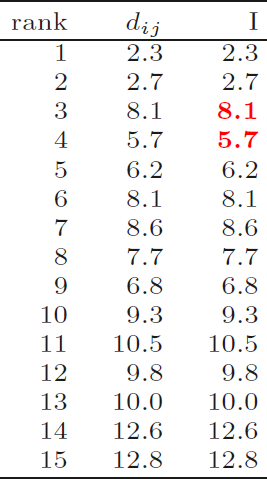 rank d_{ij} I
1 2.3 2.3
2 2.7 2.7
3 8.1 8.1
4 5.7 5.7
5 6.2 6.2
6 8.1 8.1
7 8.6 8.6
8 7.7 7.7
9 6.8 6.8
10 9.3 9.3
11 10.5 10.5
12 9.8 9.8
13 10.0 10.0
14 12.6 12.6
15 12.8 12.8